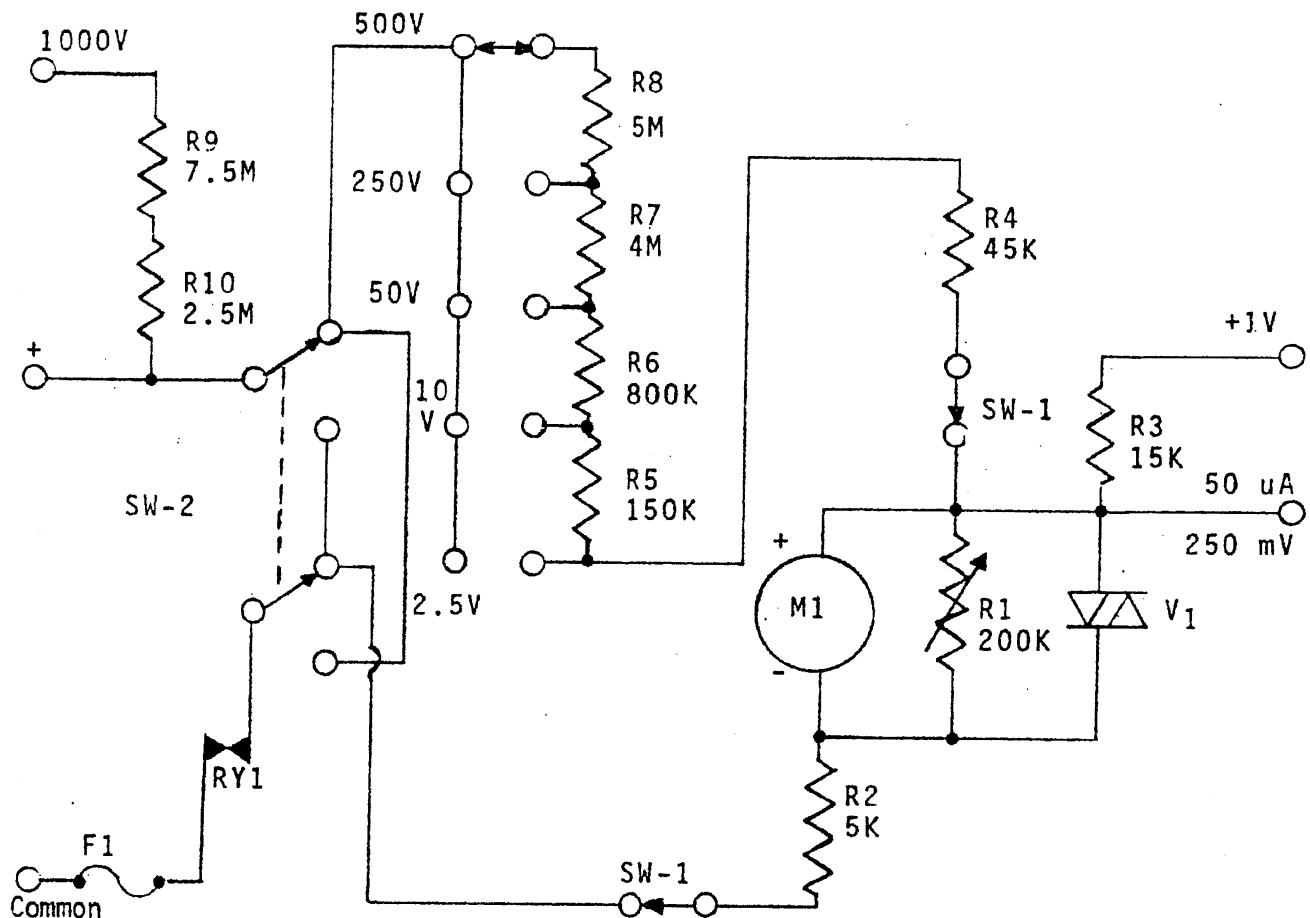 1000V
500V
R8
5M
R9
7.5M
250V
R7
4M
R4
45K
R10
2.5M
50V
+1V
+
R6
800K
10
V
SW-1
R3
15K
SW-2
R5
150K
50 uA
+
250 mV
2.5V
M1
R1
200K
V1
-
RY1
R2
5K
F1
SW-1
Common